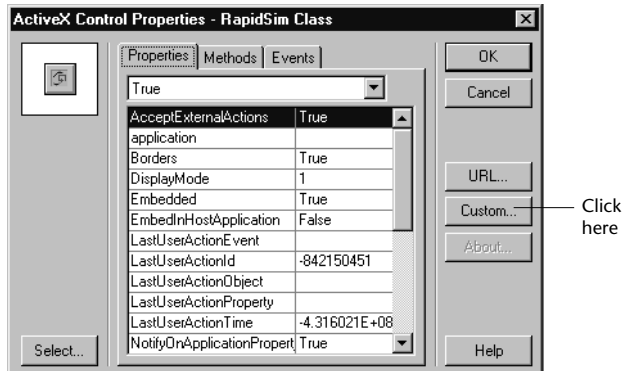 ActiveX Control Properties - RapidSim Class
Properties Methods Events
True
AcceptExternalActions True
application
Borders True
DisplayMode 1
Embedded True
EmbedInHostApplication False
LastUserActionEvent
LastUserActionId -842150451
LastUserActionObject
LastUserActionProperty
LastUserActionTime -4.316021E+08
NotifyOnApplicationPropert True
Select...
OK
Cancel
URL...
Custom...
About...
Help
Click
here